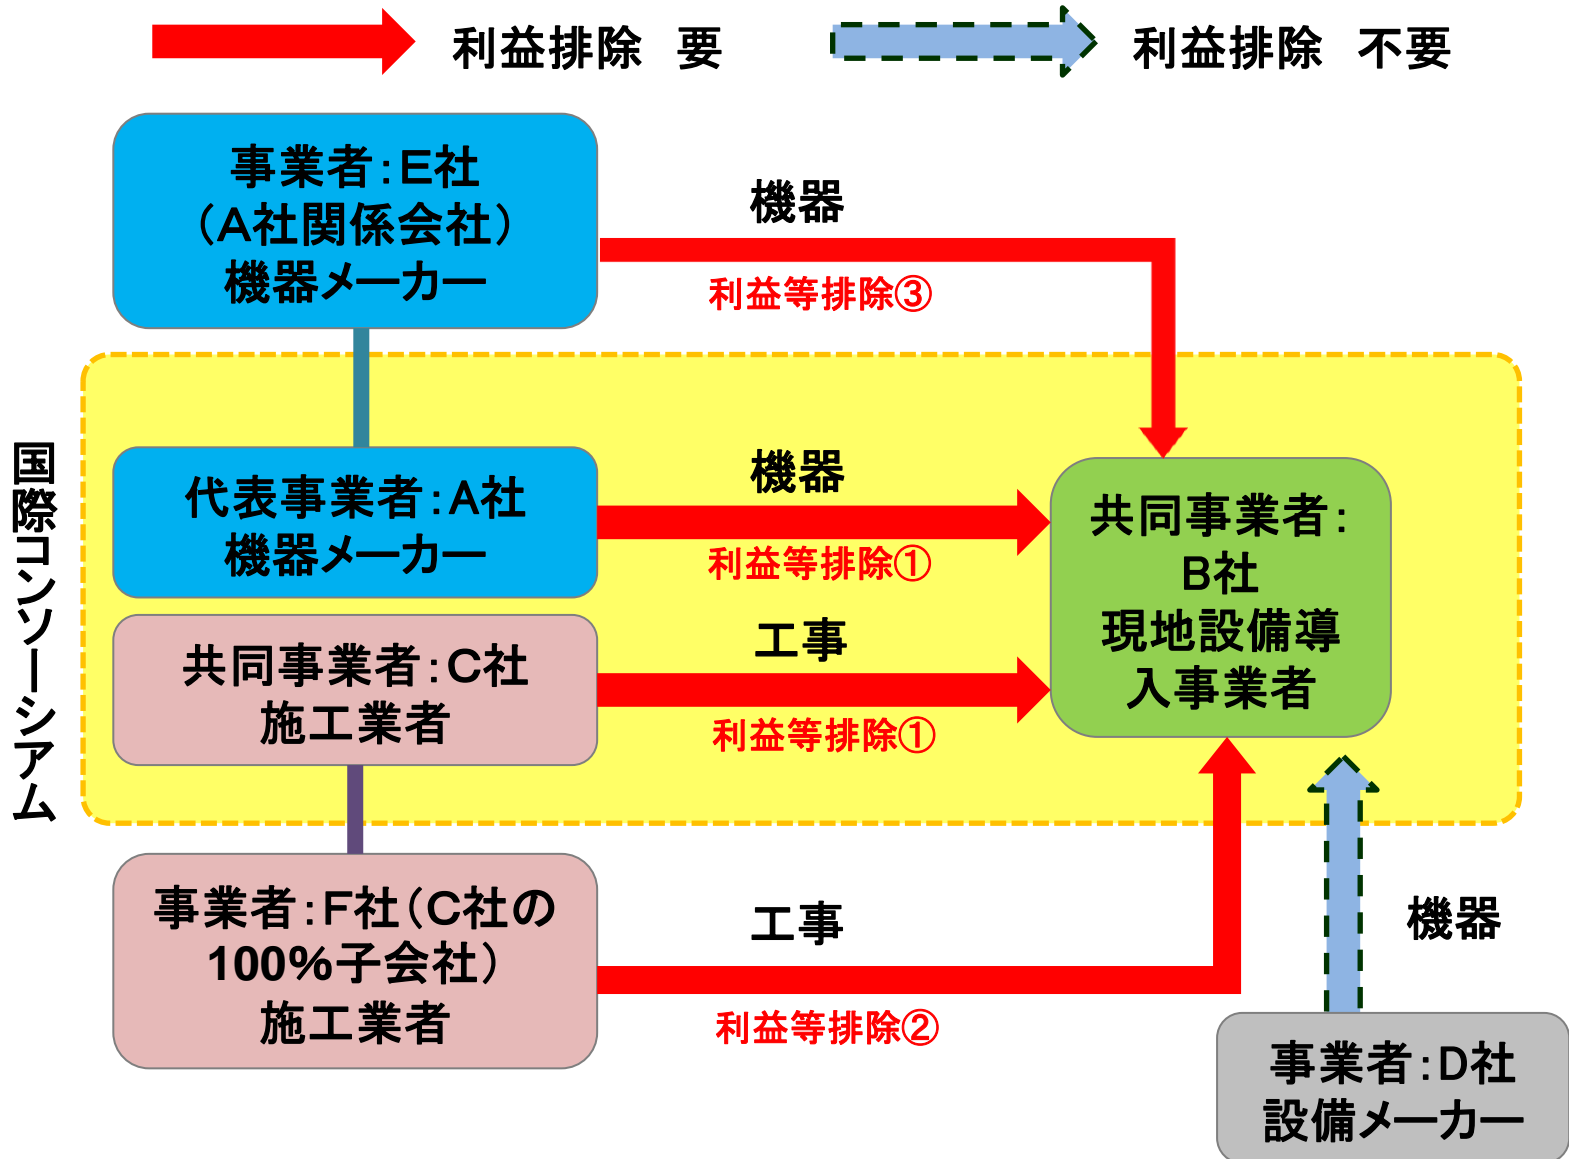 利益排除　要
利益排除　不要
事業者：E社
（A社関係会社）
機器メーカー
機器
利益等排除③
国際コンソーシアム
代表事業者：A社
機器メーカー
機器
利益等排除①
共同事業者：
B社
現地設備導
入事業者
共同事業者：C社
施工業者
工事
利益等排除①
事業者：F社（C社の
100%子会社）
施工業者
工事
利益等排除②
機器
事業者：D社
設備メーカー